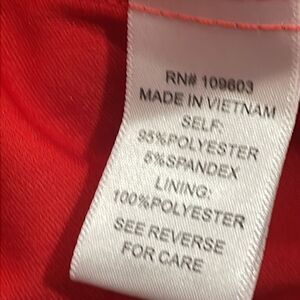 RN# 109603
MADE IN VIETNAM
SELF:
95%POLYESTER
5%SPANDEX
LINING:
100%POLYESTER
SEE REVERSE
FOR CARE